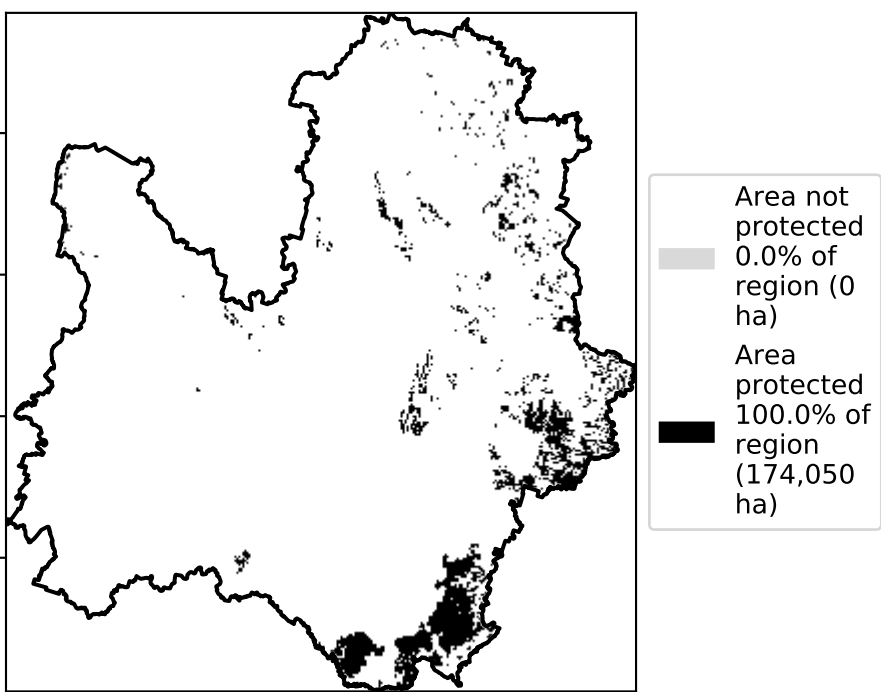 Area not
protected
0.0% of
region (0
ha)
Area
protected
100.0% of
region
(174,050
ha)